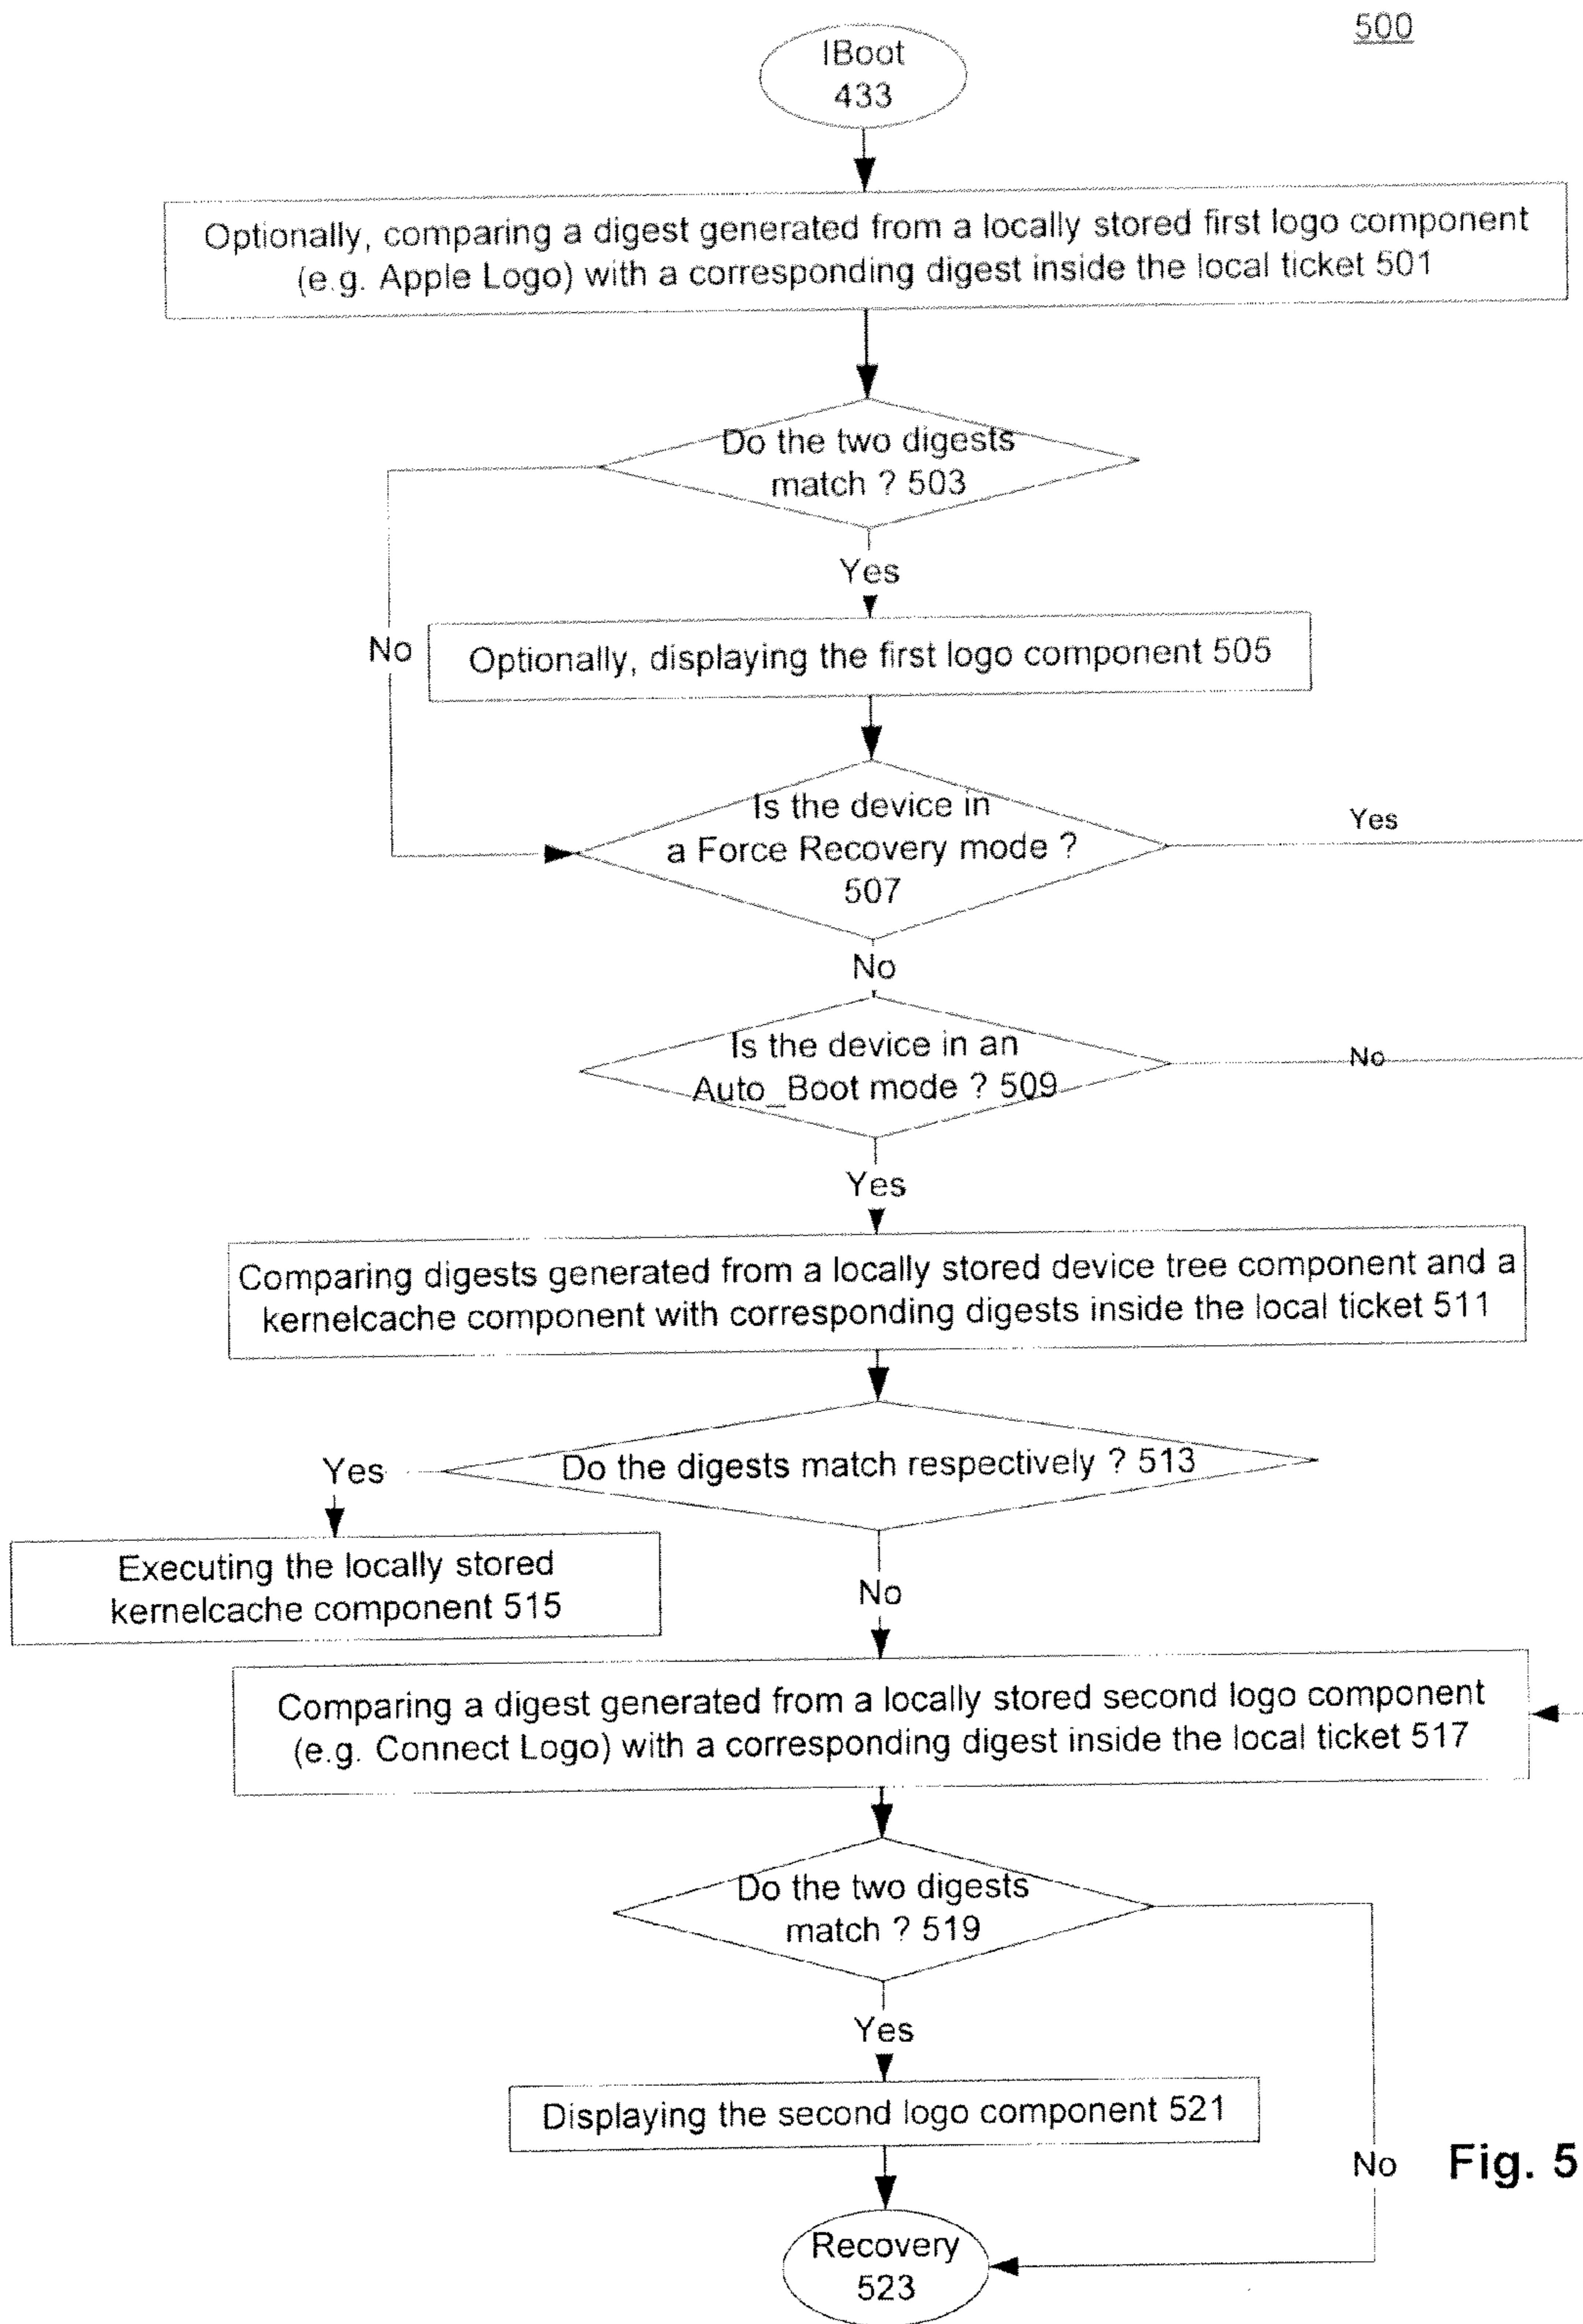 500
IBoot
433
Optionally, comparing a digest generated from a locally stored first logo component
(e.g. Apple Logo) with a corresponding digest inside the local ticket 501
Do the two digests
match ? 503
Yes
No
Optionally, displaying the first logo component 505
Is the device in
a Force Recovery mode ?
507
Yes
No
Is the device in an
Auto_Boot mode ? 509
No
Yes
Comparing digests generated from a locally stored device tree component and a
kernelcache component with corresponding digests inside the local ticket 511
Do the digests match respectively ? 513
Yes
Executing the locally stored
kernelcache component 515
No
Comparing a digest generated from a locally stored second logo component
(e.g. Connect Logo) with a corresponding digest inside the local ticket 517
Do the two digests
match ? 519
Yes
Displaying the second logo component 521
No
Fig. 5
Recovery
523